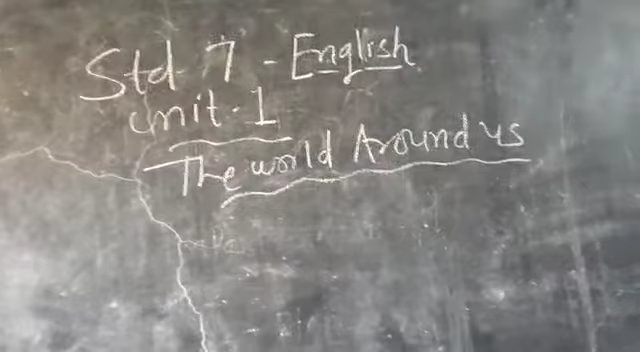 Std- 7 - English
unit-1
The world Around us